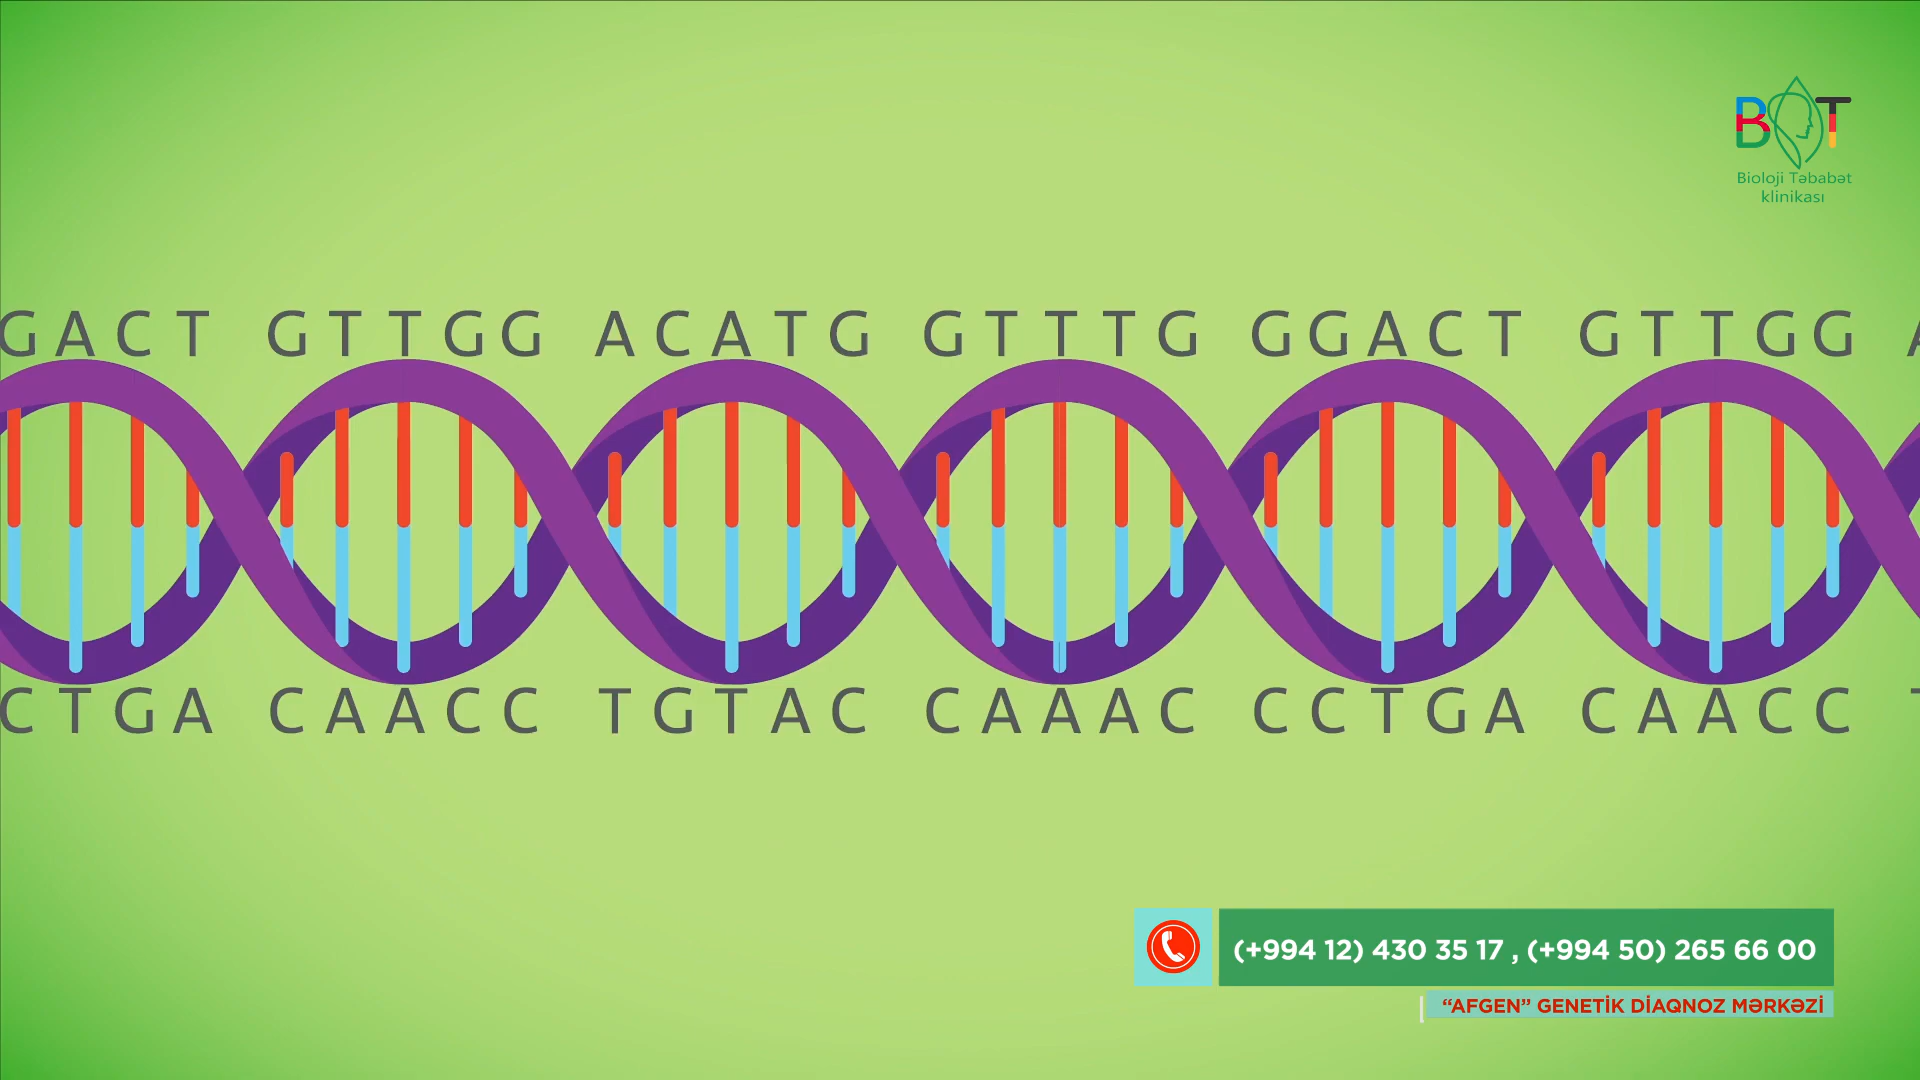 BOT
Bioloji Təbabət
klinikası
GACT GTTGG ACATG GTTTG GGACT GTTGG A
CTGA CAACC TGTAC CAAAC CCTGA CAACC T
(+994 12) 430 35 17 , (+994 50) 265 66 00
“AFGEN” GENETİK DİAQNOZ MƏRKƏZİ